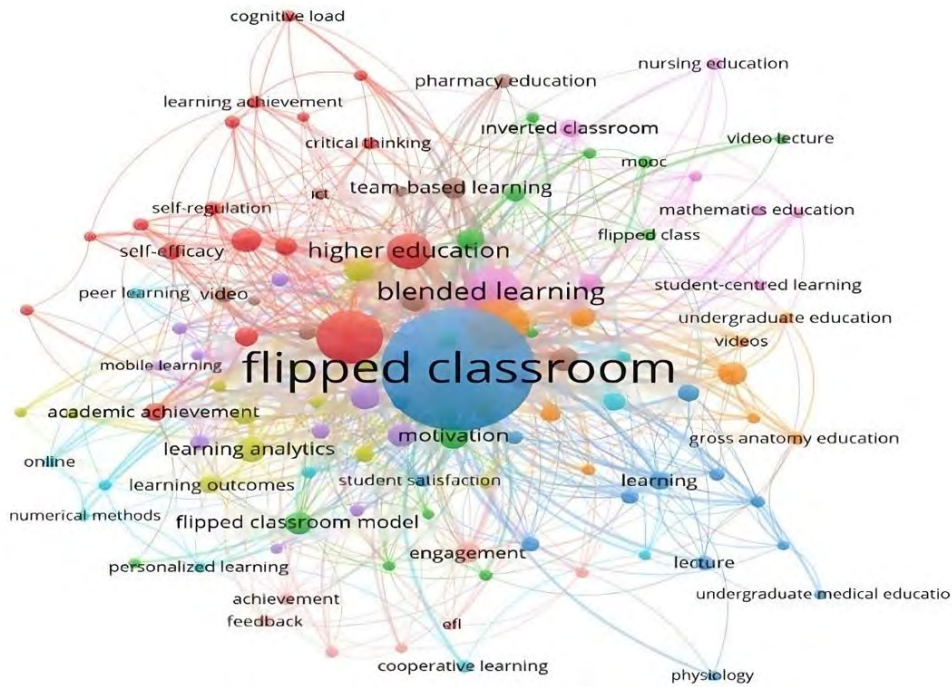 cognitive load
nursing education
pharmacy education
learning achievement
inverted classroom
video lecture
critical thinking
mooc
team-based learning
ict
self-regulation
mathematics education
flipped class
self-efficacy
higher education
student-centred learning
peer learning
video
blended learning
undergraduate education
videos
mobile learning
flipped classroom
academic achievement
motivation
gross anatomy education
learning analytics
online
learning outcomes
student satisfaction
learning
numerical methods
flipped classroom model
engagement
personalized learning
lecture
achievement
undergraduate medical educatio
feedback
efl
cooperative learning
physiology